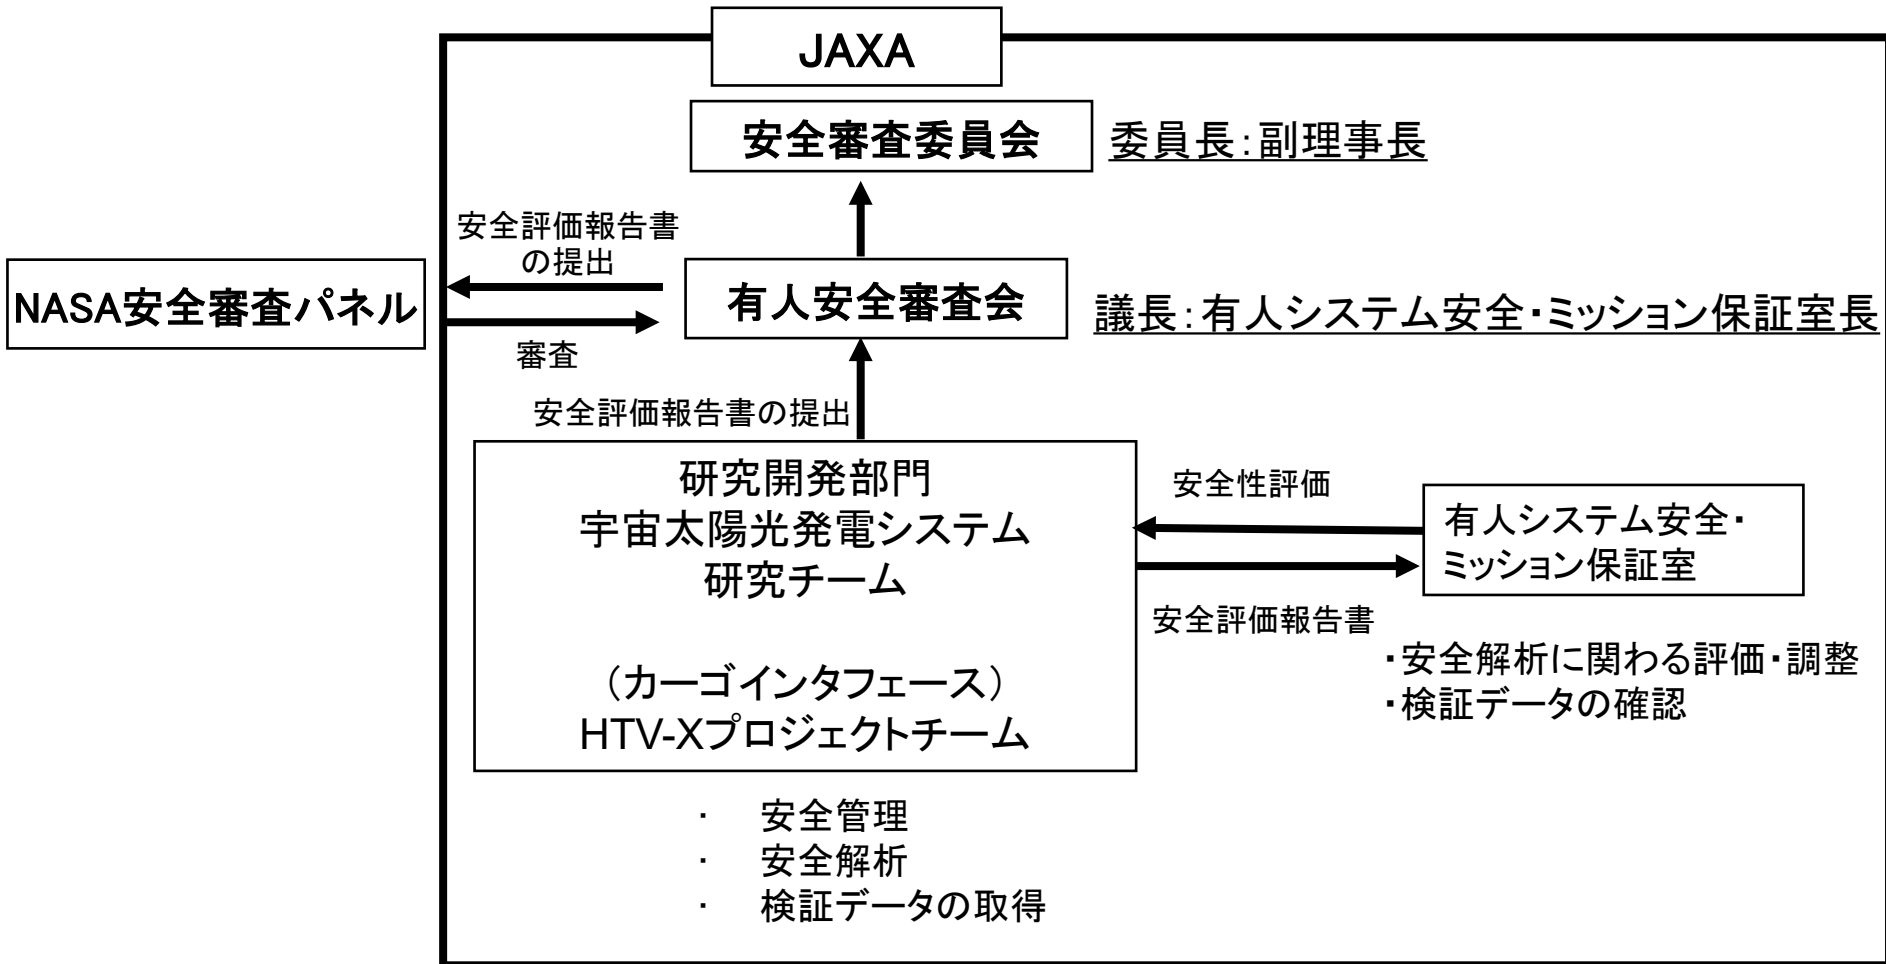 JAXA
安全審査委員会
委員長:副理事長
安全評価報告書
の提出
NASA安全審査パネル
有人安全審査会
議長:有人システム安全・ミッション保証室長
審査
安全評価報告書の提出
研究開発部門
宇宙太陽光発電システム
研究チーム
(カーゴインタフェース)
HTV-Xプロジェクトチーム
安全性評価
有人システム安全・
ミッション保証室
安全評価報告書
・安全解析に関わる評価・調整
・検証データの確認
・ 安全管理
・ 安全解析
・ 検証データの取得